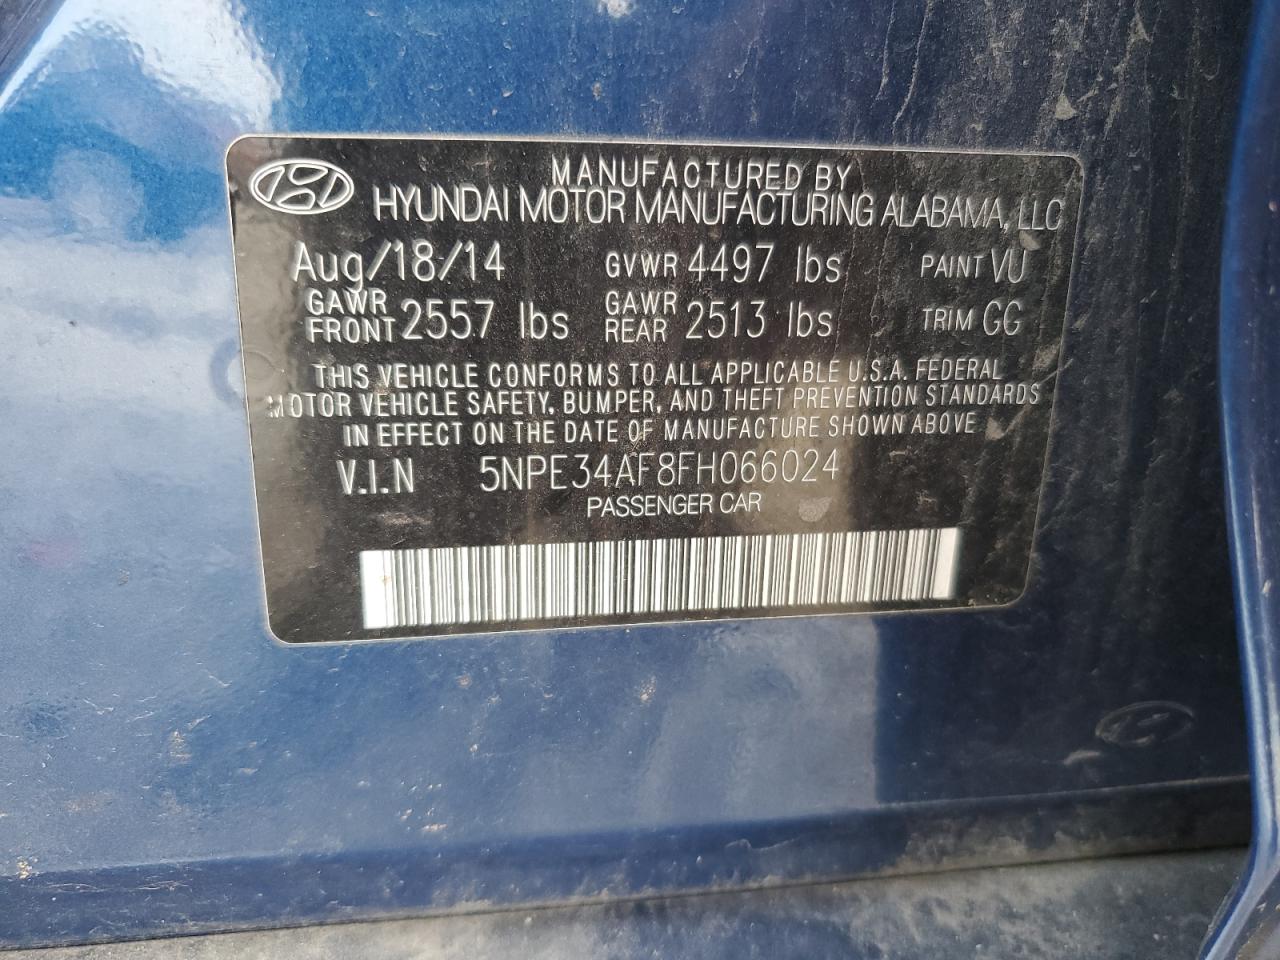 MANUFACTURED BY
HYUNDAI MOTOR MANUFACTURING ALABAMA, LLC
Aug/18/14 GVWR 4497 lbs PAINT VU
GAWR FRONT 2557 lbs GAWR REAR 2513 lbs TRIM GG
THIS VEHICLE CONFORMS TO ALL APPLICABLE U.S.A. FEDERAL
MOTOR VEHICLE SAFETY, BUMPER, AND THEFT PREVENTION STANDARDS
IN EFFECT ON THE DATE OF MANUFACTURE SHOWN ABOVE
V.I.N 5NPE34AF8FH066024
PASSENGER CAR